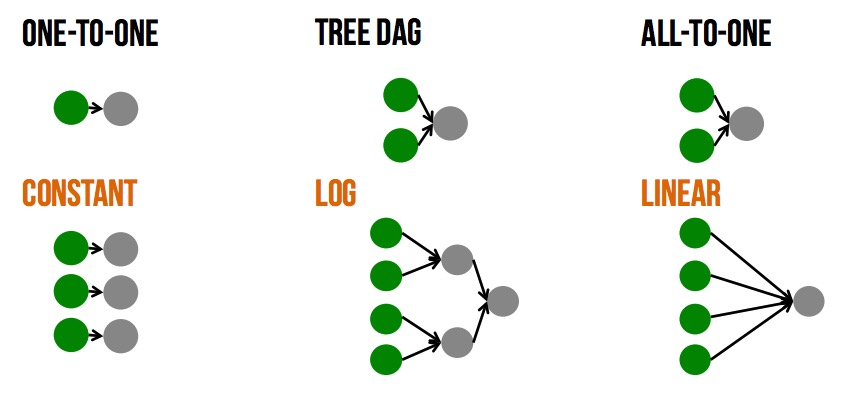 ONE-TO-ONE
TREE DAG
ALL-TO-ONE
CONSTANT
LOG
LINEAR